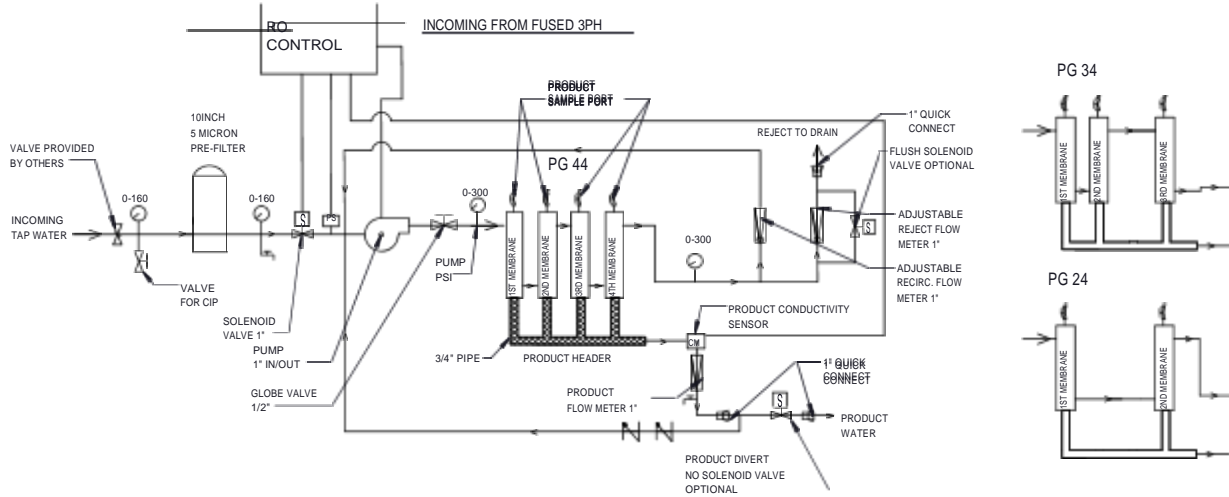 RO
CONTROL
INCOMING FROM FUSED 3PH
10INCH
5 MICRON
PRE-FILTER
VALVE PROVIDED
BY OTHERS
0-160
0-160
INCOMING
TAP WATER
S
PS
VALVE
FOR CIP
SOLENOID
VALVE 1"
PUMP
1" IN/OUT
GLOBE VALVE
1/2"
PUMP
PSI
0-300
PRODUCT
SAMPLE PORT
PG 44
1ST MEMBRANE
2ND MEMBRANE
3RD MEMBRANE
4TH MEMBRANE
3/4" PIPE
PRODUCT HEADER
0-300
REJECT TO DRAIN
1" QUICK
CONNECT
FLUSH SOLENOID
VALVE OPTIONAL
S
ADJUSTABLE
REJECT FLOW
METER 1"
ADJUSTABLE
RECIRC. FLOW
METER 1"
PRODUCT CONDUCTIVITY
SENSOR
CM
PRODUCT
FLOW METER 1"
1" QUICK
CONNECT
S
PRODUCT
WATER
PRODUCT DIVERT
NO SOLENOID VALVE
OPTIONAL
PG 34
1ST MEMBRANE
2ND MEMBRANE
3RD MEMBRANE
PG 24
1ST MEMBRANE
2ND MEMBRANE